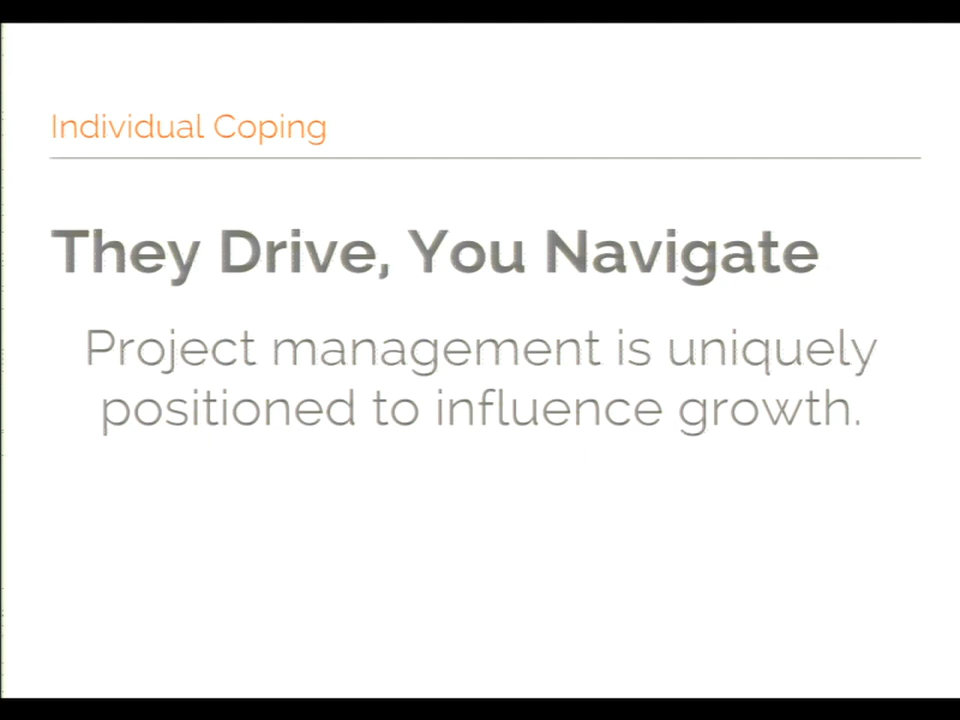 Individual Coping
They Drive, You Navigate
Project management is uniquely
positioned to influence growth.